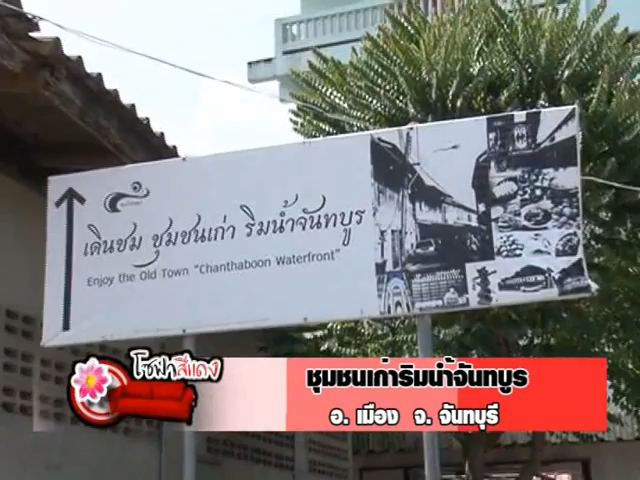 เดินชม ชุมชนเก่า ริมน้ำจันทบูร
Enjoy the Old Town "Chanthaboon Waterfront"
โซฟาสีแดง
ชุมชนเก่าริมน้ำจันทบูร
อ. เมือง จ. จันทบุรี